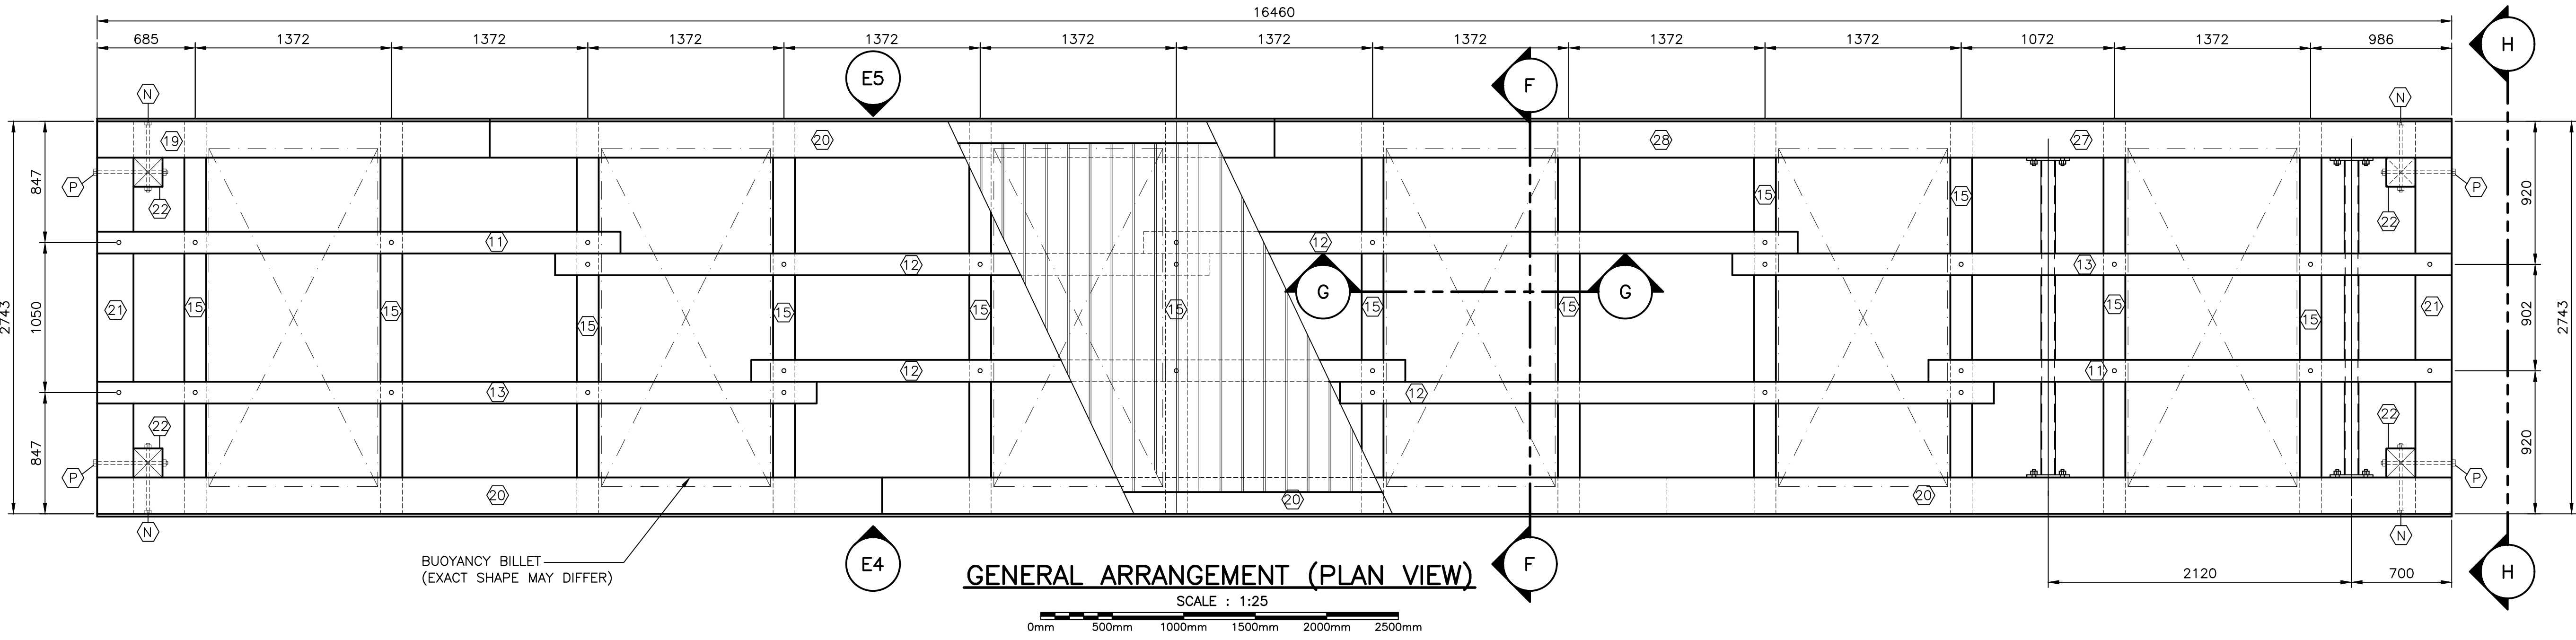 16460
685 1372 1372 1372 1372 1372 1372 1372 1372 1372 1072 1372 986
H
E5
F
N N
19 20 28 27
P P
22 22
847 920
15 15
11 12
12 13
G G
2743 1050 902 2743
21 15 15 15 15 15 15 15 15 15 15 21
12 11
13 12
22 22
847 920
P P
20 20 20
N N
BUOYANCY BILLET
(EXACT SHAPE MAY DIFFER)
E4
F
H
GENERAL ARRANGEMENT (PLAN VIEW)
2120 700
SCALE : 1:25
0mm 500mm 1000mm 1500mm 2000mm 2500mm